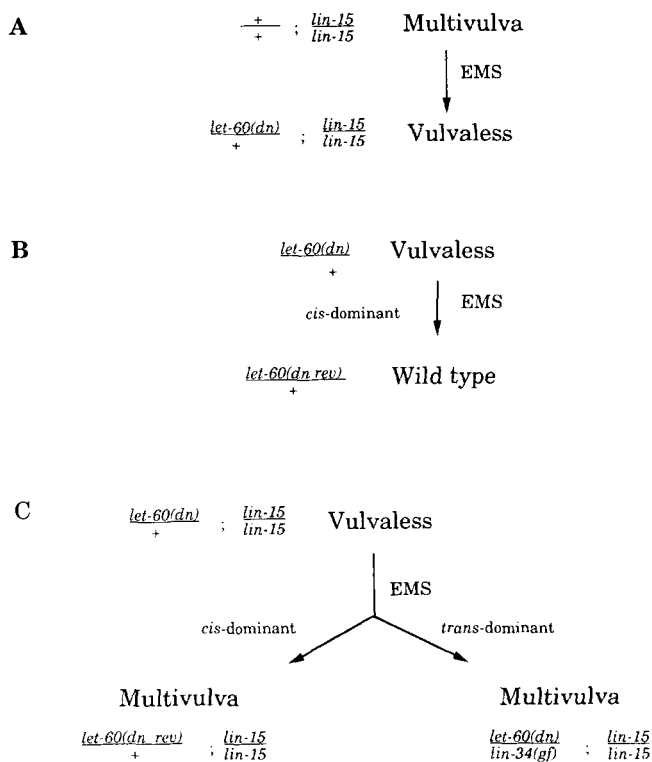 A
+ ; lin-15 Multivulva
+ lin-15
EMS
let-60(dn) ; lin-15 Vulvaless
+ lin-15
B
let-60(dn) Vulvaless
+
cis-dominant EMS
let-60(dn rev) Wild type
+
C
let-60(dn) ; lin-15 Vulvaless
+ lin-15
EMS
cis-dominant trans-dominant
Multivulva Multivulva
let-60(dn rev) ; lin-15 let-60(dn) ; lin-15
+ lin-15 lin-34(gf) lin-15